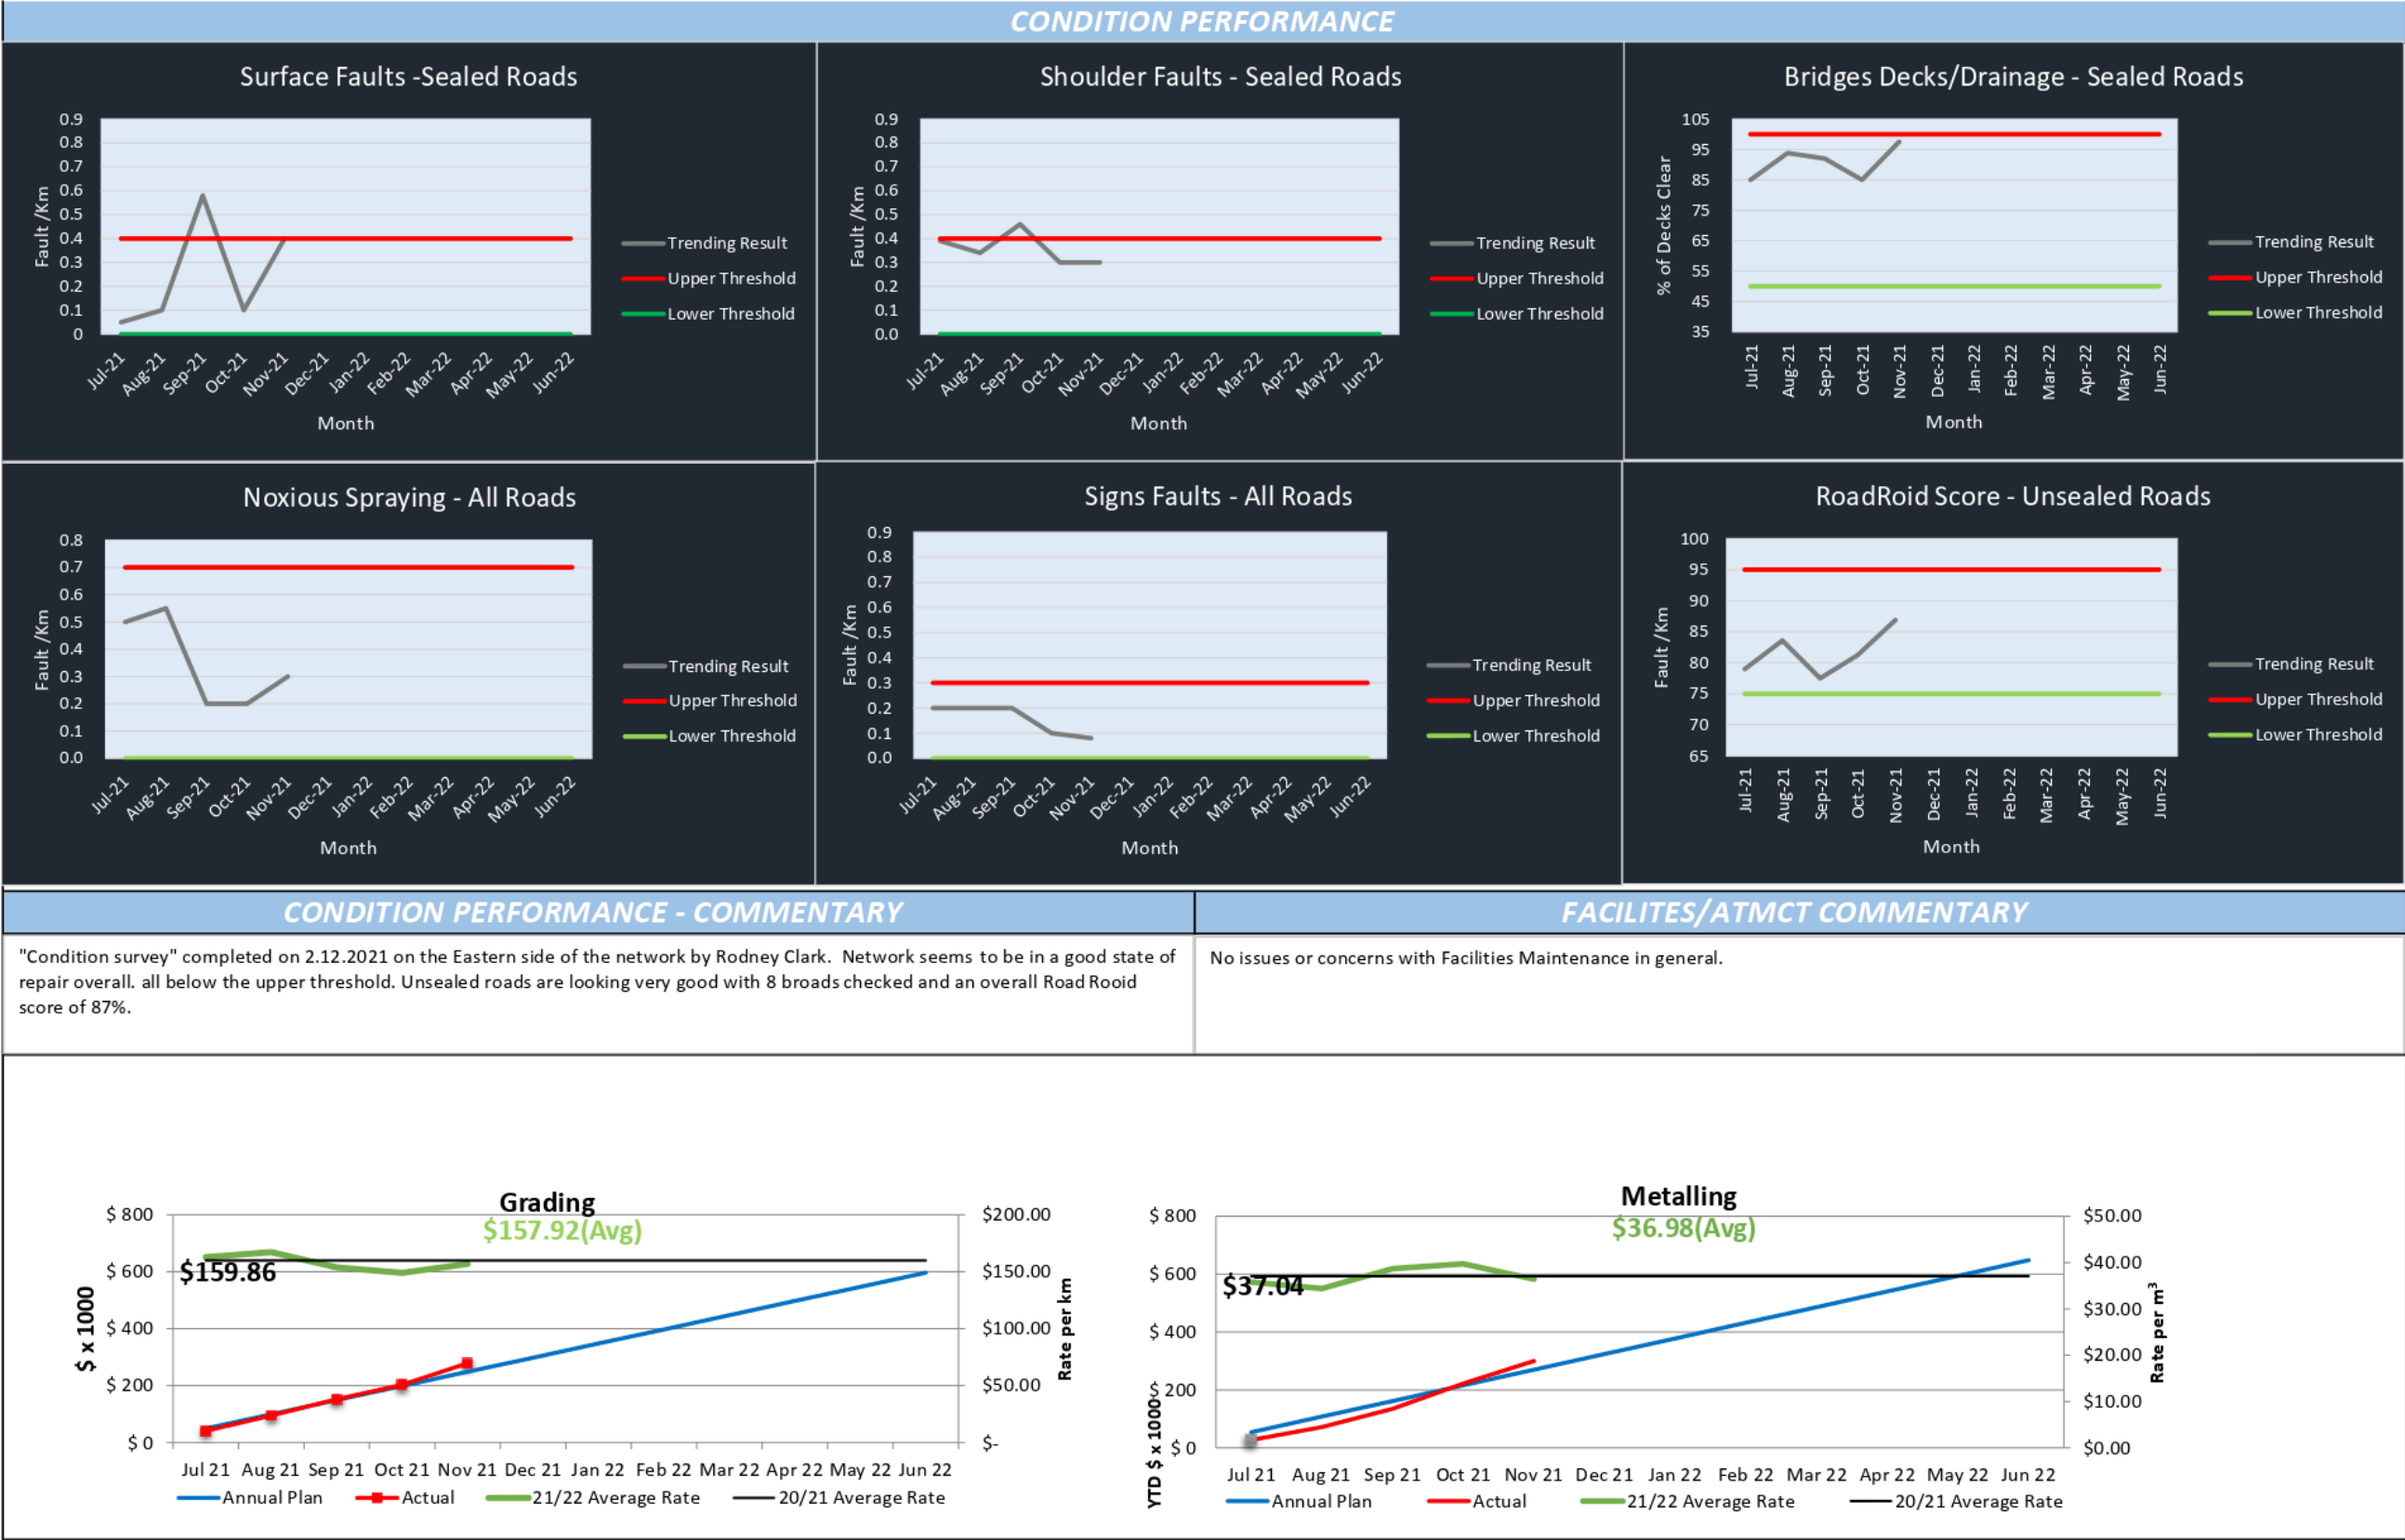 CONDITION PERFORMANCE
Surface Faults -Sealed Roads
Fault /Km
0.9
0.8
0.7
0.6
0.5
0.4
0.3
0.2
0.1
0
Jul-21 Aug-21 Sep-21 Oct-21 Nov-21 Dec-21 Jan-22 Feb-22 Mar-22 Apr-22 May-22 Jun-22
Month
Trending Result
Upper Threshold
Lower Threshold
Shoulder Faults - Sealed Roads
Fault /Km
0.9
0.8
0.7
0.6
0.5
0.4
0.3
0.2
0.1
0.0
Jul-21 Aug-21 Sep-21 Oct-21 Nov-21 Dec-21 Jan-22 Feb-22 Mar-22 Apr-22 May-22 Jun-22
Month
Trending Result
Upper Threshold
Lower Threshold
Bridges Decks/Drainage - Sealed Roads
% of Decks Clear
105
95
85
75
65
55
45
35
Jul-21 Aug-21 Sep-21 Oct-21 Nov-21 Dec-21 Jan-22 Feb-22 Mar-22 Apr-22 May-22 Jun-22
Month
Trending Result
Upper Threshold
Lower Threshold
Noxious Spraying - All Roads
Fault /Km
0.8
0.7
0.6
0.5
0.4
0.3
0.2
0.1
0.0
Jul-21 Aug-21 Sep-21 Oct-21 Nov-21 Dec-21 Jan-22 Feb-22 Mar-22 Apr-22 May-22 Jun-22
Month
Trending Result
Upper Threshold
Lower Threshold
Signs Faults - All Roads
Fault /Km
0.9
0.8
0.7
0.6
0.5
0.4
0.3
0.2
0.1
0.0
Jul-21 Aug-21 Sep-21 Oct-21 Nov-21 Dec-21 Jan-22 Feb-22 Mar-22 Apr-22 May-22 Jun-22
Month
Trending Result
Upper Threshold
Lower Threshold
RoadRoid Score - Unsealed Roads
Fault /Km
100
95
90
85
80
75
70
65
Jul-21 Aug-21 Sep-21 Oct-21 Nov-21 Dec-21 Jan-22 Feb-22 Mar-22 Apr-22 May-22 Jun-22
Month
Trending Result
Upper Threshold
Lower Threshold
CONDITION PERFORMANCE - COMMENTARY
"Condition survey" completed on 2.12.2021 on the Eastern side of the network by Rodney Clark. Network seems to be in a good state of
repair overall. all below the upper threshold. Unsealed roads are looking very good with 8 broads checked and an overall Road Rooid
score of 87%.
FACILITES/ATMCT COMMENTARY
No issues or concerns with Facilities Maintenance in general.
Grading
$157.92(Avg)
$159.86
$ x 1000
$ 800
$ 600
$ 400
$ 200
$ 0
$200.00
$150.00
$100.00
$50.00
$-
Rate per km
Jul 21 Aug 21 Sep 21 Oct 21 Nov 21 Dec 21 Jan 22 Feb 22 Mar 22 Apr 22 May 22 Jun 22
Annual Plan Actual 21/22 Average Rate 20/21 Average Rate
Metalling
$36.98(Avg)
$37.04
YTD $ x 1000`
$ 800
$ 600
$ 400
$ 200
$ 0
$50.00
$40.00
$30.00
$20.00
$10.00
$0.00
Rate per m³
Jul 21 Aug 21 Sep 21 Oct 21 Nov 21 Dec 21 Jan 22 Feb 22 Mar 22 Apr 22 May 22 Jun 22
Annual Plan Actual 21/22 Average Rate 20/21 Average Rate